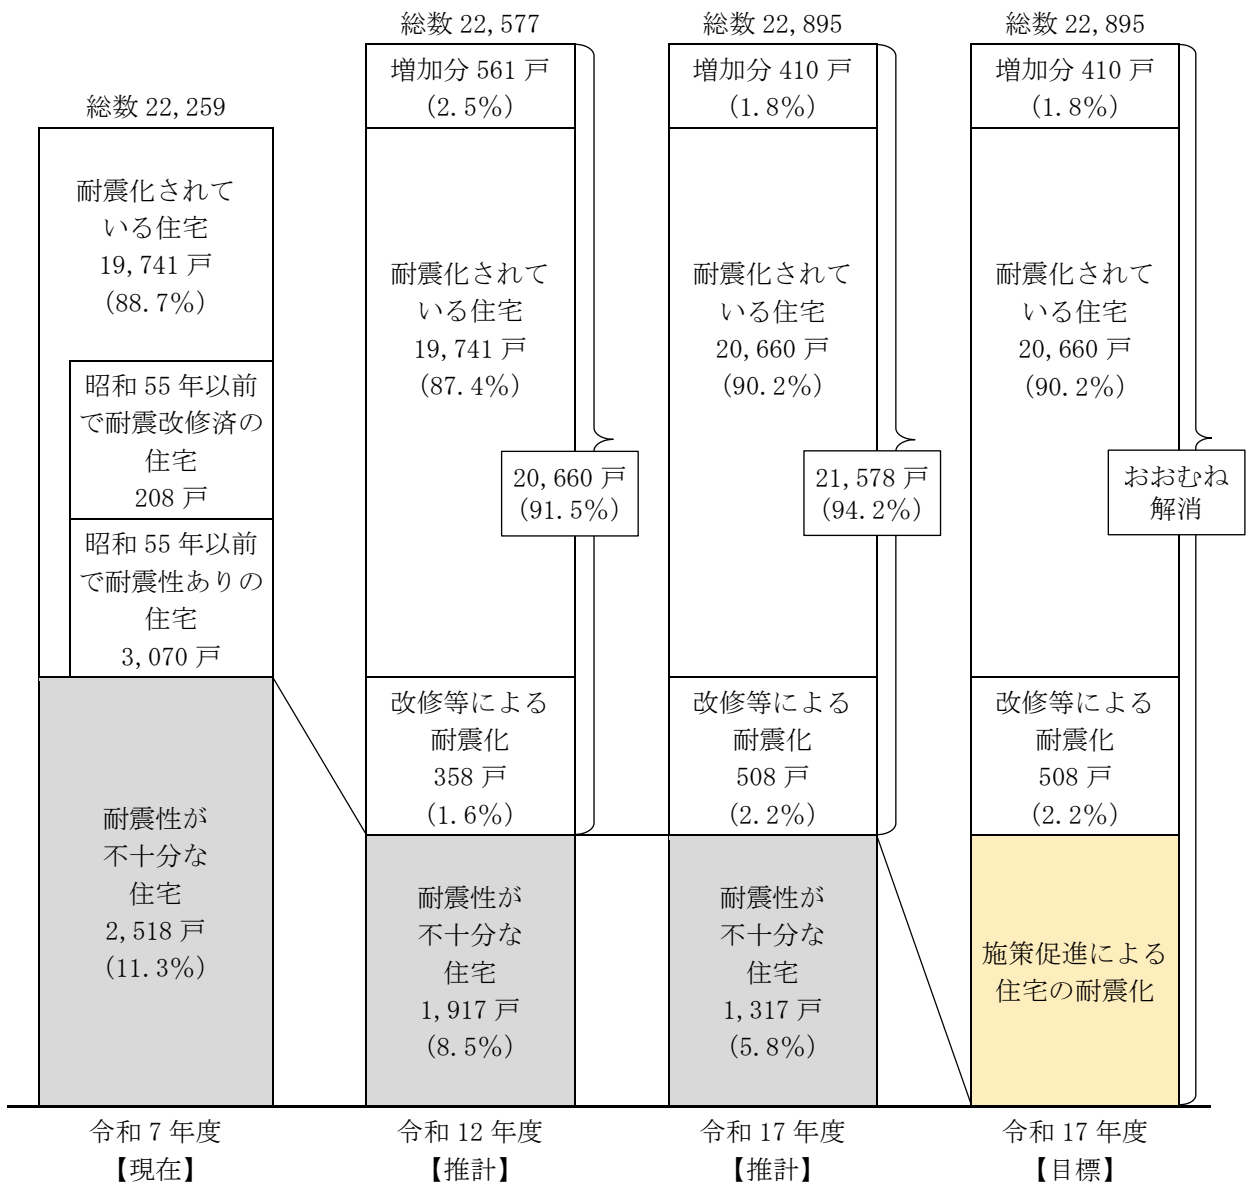 総数 22,259
耐震化されて
いる住宅
19,741 戸
(88.7%)
昭和 55 年以前
で耐震改修済の
住宅
208 戸
昭和 55 年以前
で耐震性ありの
住宅
3,070 戸
耐震性が
不十分な
住宅
2,518 戸
(11.3%)
令和 7 年度
【現在】
総数 22,577
増加分 561 戸
(2.5%)
耐震化されて
いる住宅
19,741 戸
(87.4%)
20,660 戸
(91.5%)
改修等による
耐震化
358 戸
(1.6%)
耐震性が
不十分な
住宅
1,917 戸
(8.5%)
令和 12 年度
【推計】
総数 22,895
増加分 410 戸
(1.8%)
耐震化されて
いる住宅
20,660 戸
(90.2%)
21,578 戸
(94.2%)
改修等による
耐震化
508 戸
(2.2%)
耐震性が
不十分な
住宅
1,317 戸
(5.8%)
令和 17 年度
【推計】
総数 22,895
増加分 410 戸
(1.8%)
耐震化されて
いる住宅
20,660 戸
(90.2%)
おおむね
解消
改修等による
耐震化
508 戸
(2.2%)
施策促進による
住宅の耐震化
令和 17 年度
【目標】